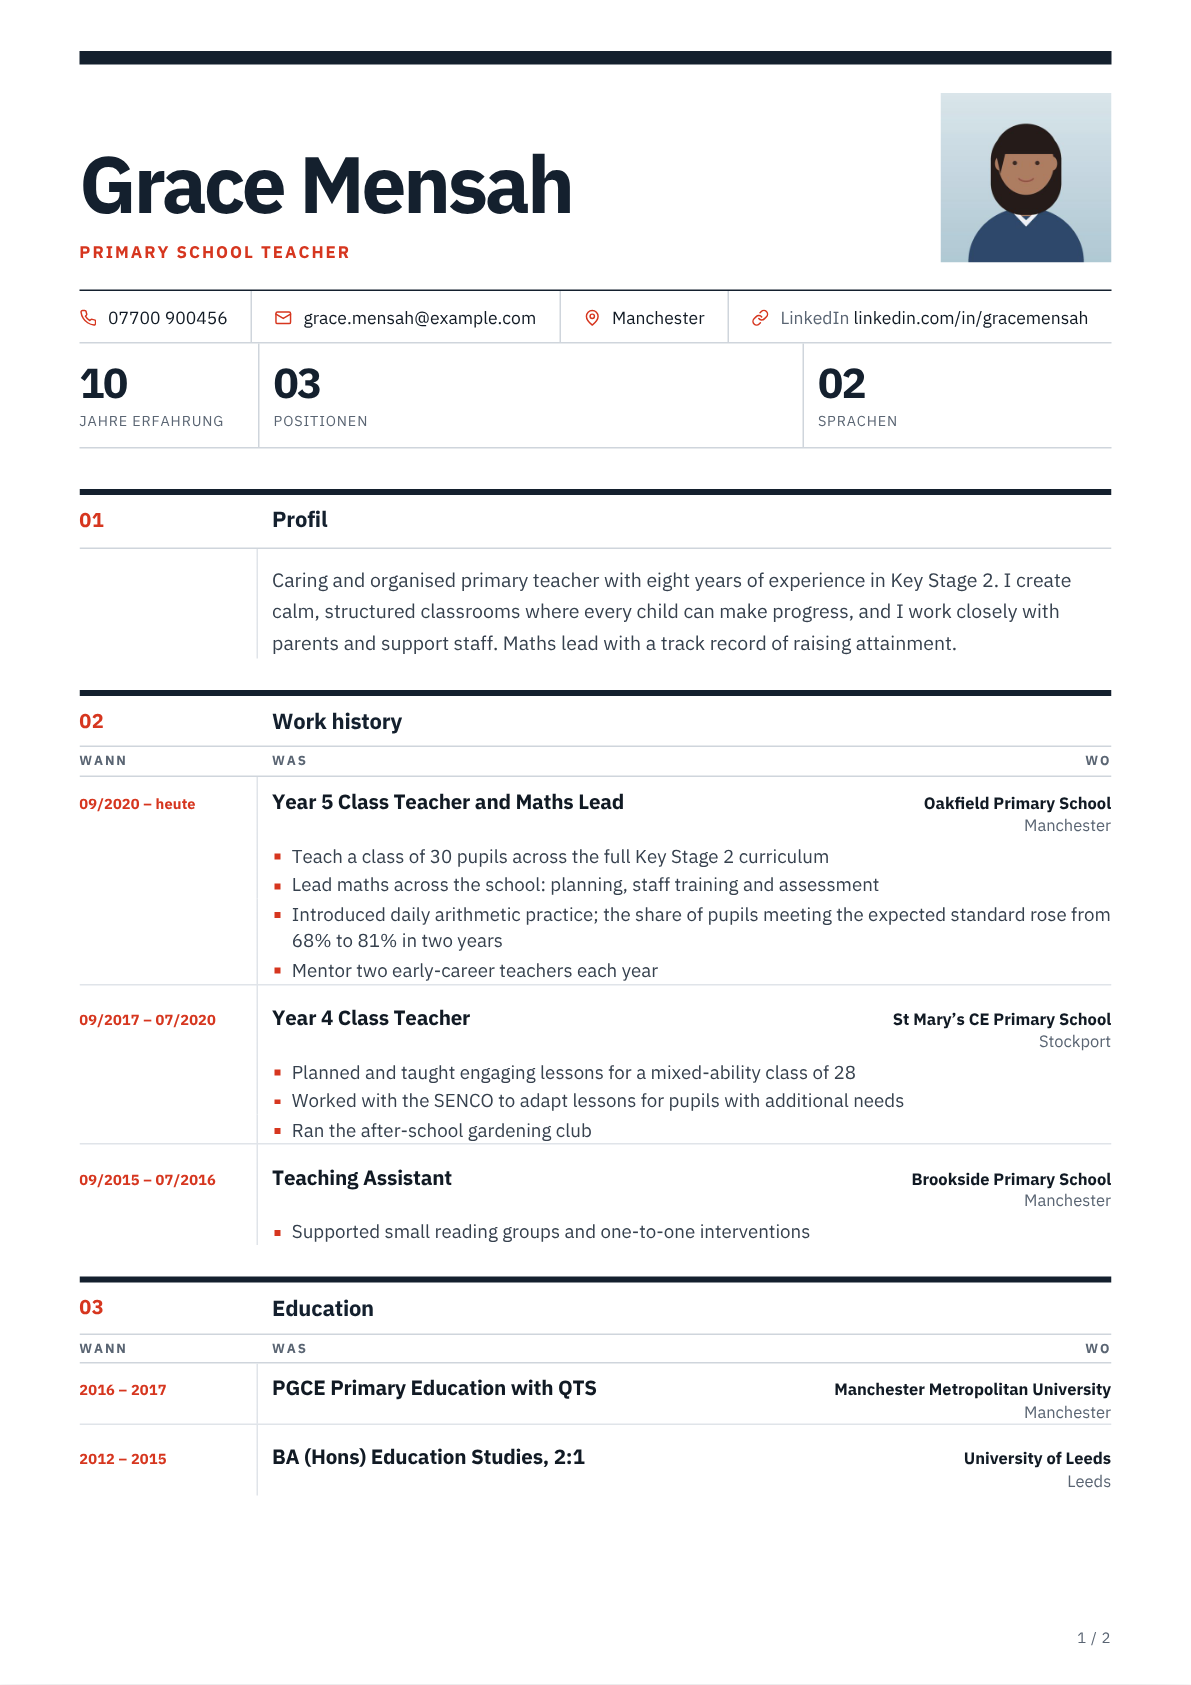 Grace Mensah
PRIMARY SCHOOL TEACHER
07700 900456
grace.mensah@example.com
Manchester
LinkedIn linkedin.com/in/gracemensah
10
JAHRE ERFAHRUNG
03
POSITIONEN
02
SPRACHEN
01
Profil
Caring and organised primary teacher with eight years of experience in Key Stage 2. I create
calm, structured classrooms where every child can make progress, and I work closely with
parents and support staff. Maths lead with a track record of raising attainment.
02
Work history
WANN
WAS
WO
09/2020 – heute
Year 5 Class Teacher and Maths Lead
Oakfield Primary School
Manchester
Teach a class of 30 pupils across the full Key Stage 2 curriculum
Lead maths across the school: planning, staff training and assessment
Introduced daily arithmetic practice; the share of pupils meeting the expected standard rose from
68% to 81% in two years
Mentor two early-career teachers each year
09/2017 – 07/2020
Year 4 Class Teacher
St Mary’s CE Primary School
Stockport
Planned and taught engaging lessons for a mixed-ability class of 28
Worked with the SENCO to adapt lessons for pupils with additional needs
Ran the after-school gardening club
09/2015 – 07/2016
Teaching Assistant
Brookside Primary School
Manchester
Supported small reading groups and one-to-one interventions
03
Education
WANN
WAS
WO
2016 – 2017
PGCE Primary Education with QTS
Manchester Metropolitan University
Manchester
2012 – 2015
BA (Hons) Education Studies, 2:1
University of Leeds
Leeds
1 / 2